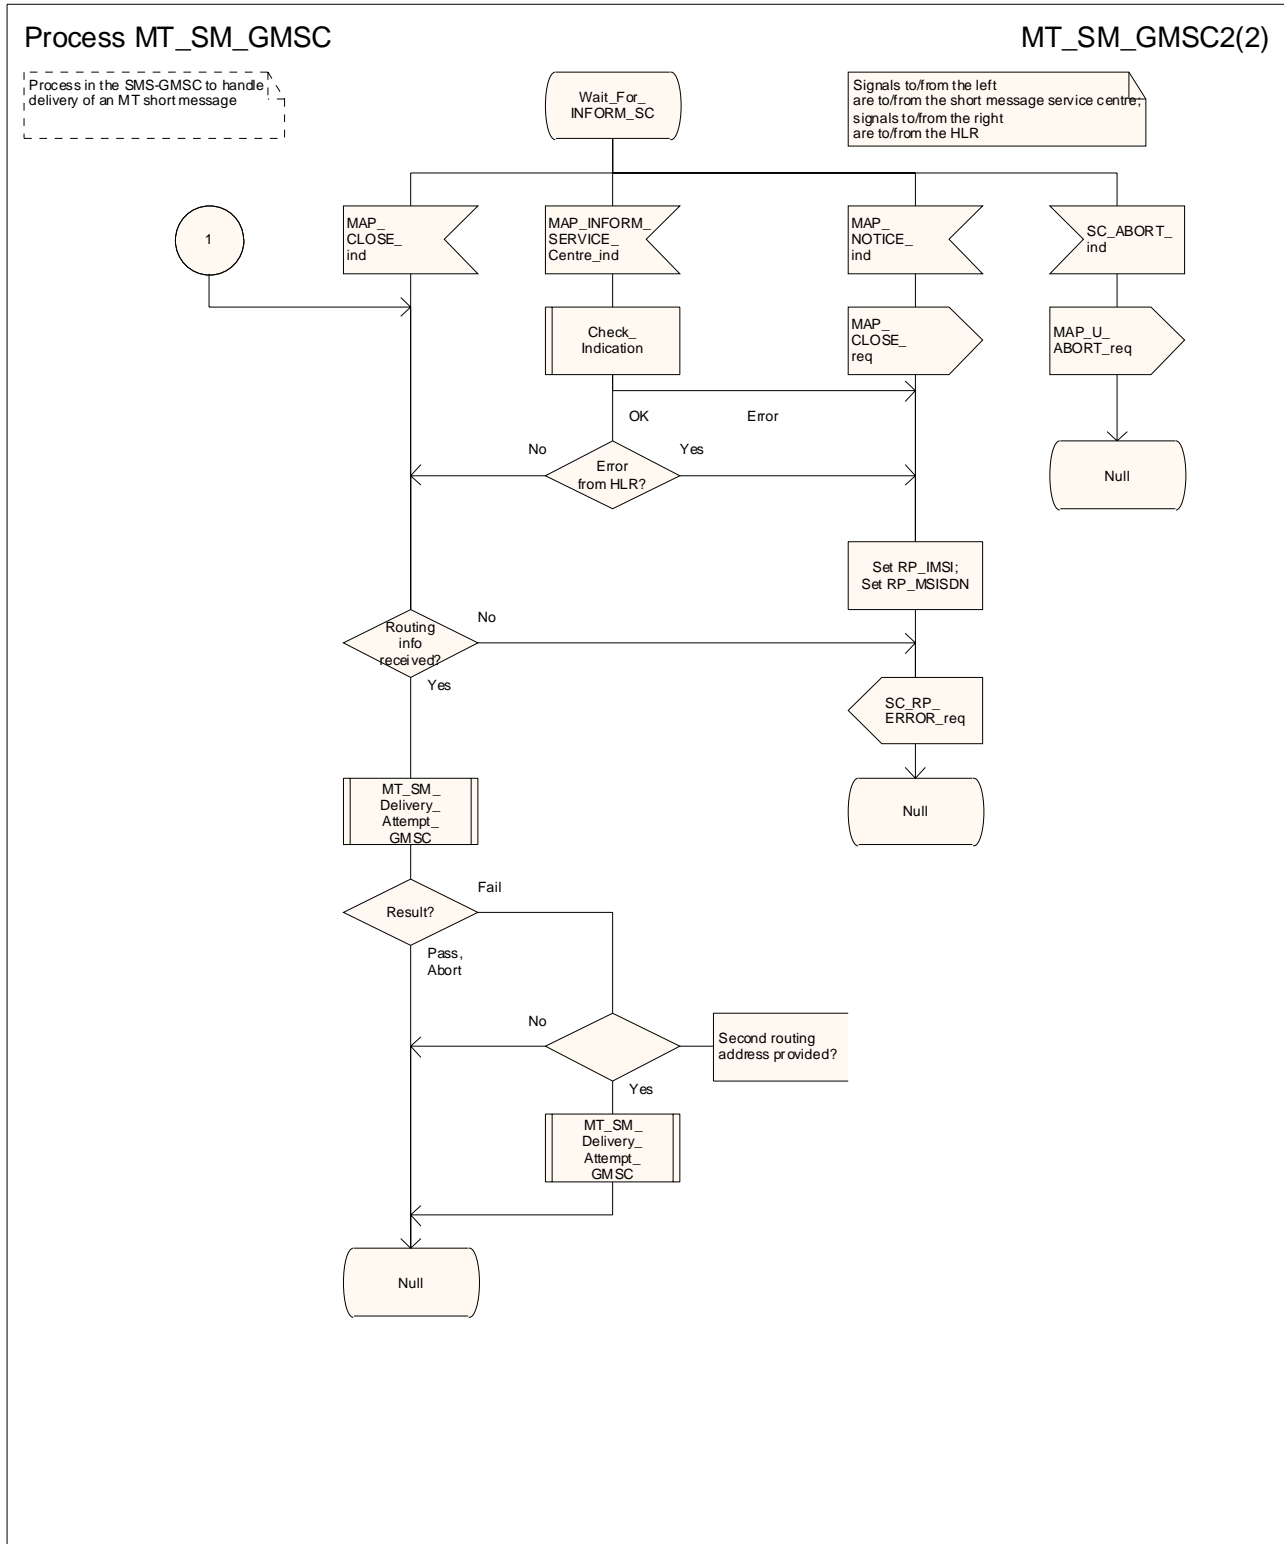 Process MT_SM_GMSC
MT_SM_GMSC2(2)
Process in the SMS-GMSC to handle
delivery of an MT short message
Wait_For_
INFORM_SC
Signals to/from the left
are to/from the short message service centre;
signals to/from the right
are to/from the HLR
1
MAP_
CLOSE_
ind
MAP_INFORM_
SERVICE_
Centre_ind
MAP_
NOTICE_
ind
SC_ABORT_
ind
Check_
Indication
MAP_
CLOSE_
req
MAP_U_
ABORT_req
OK
Error
No
Error
from HLR?
Yes
Null
Set RP_IMSI;
Set RP_MSISDN
Routing
info
received?
No
Yes
SC_RP_
ERROR_req
MT_SM_
Delivery_
Attempt_
GMSC
Null
Result?
Fail
Pass,
Abort
No
Second routing
address provided?
Yes
MT_SM_
Delivery_
Attempt_
GMSC
Null